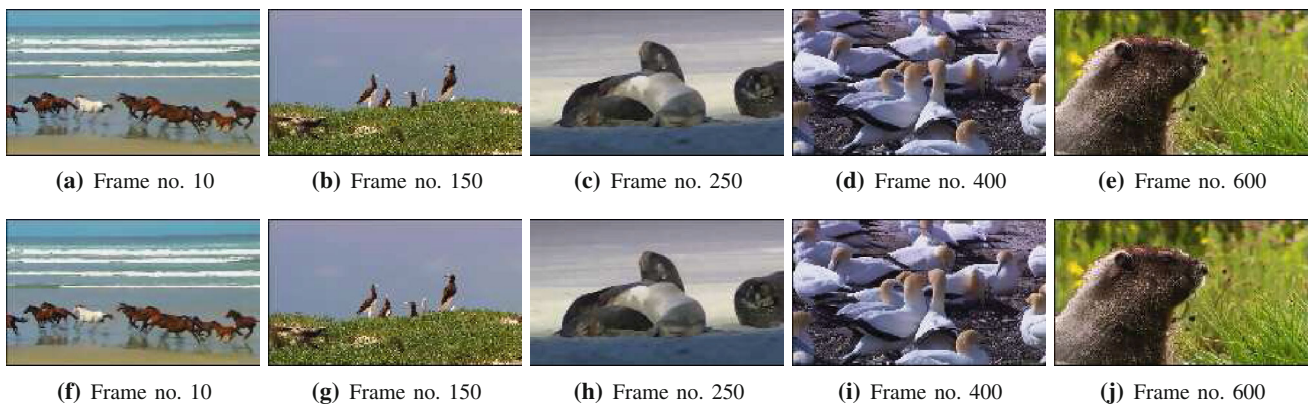 (a) Frame no. 10
(b) Frame no. 150
(c) Frame no. 250
(d) Frame no. 400
(e) Frame no. 600
(f) Frame no. 10
(g) Frame no. 150
(h) Frame no. 250
(i) Frame no. 400
(j) Frame no. 600